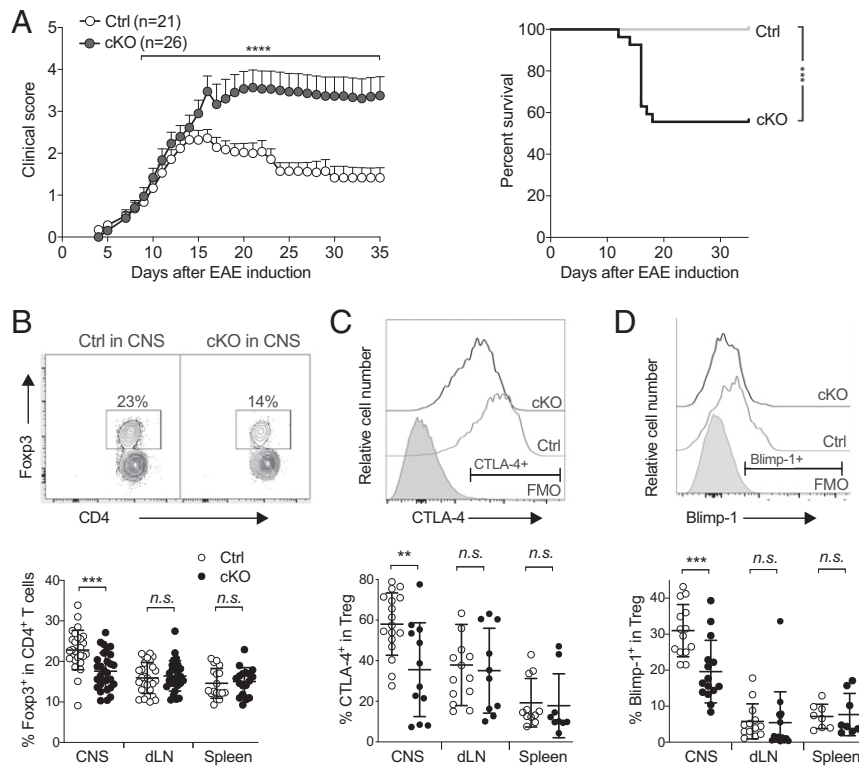 A
Ctrl (n=21)
cKO (n=26)
****
Clinical score
5
4
3
2
1
0
0 5 10 15 20 25 30 35
Days after EAE induction
Percent survival
100
80
60
40
20
0
0 10 20 30
Days after EAE induction
Ctrl
cKO
***
B
Ctrl in CNS
cKO in CNS
23%
14%
Foxp3
CD4
Ctrl
cKO
% Foxp3+ in CD4+ T cells
40
30
20
10
0
***
n.s.
n.s.
CNS
dLN
Spleen
C
Relative cell number
cKO
Ctrl
CTLA-4+
FMO
CTLA-4
% CTLA-4+ in Treg
80
60
40
20
0
**
n.s.
n.s.
CNS
dLN
Spleen
D
Relative cell number
cKO
Ctrl
Blimp-1+
FMO
Blimp-1
% Blimp-1+ in Treg
40
30
20
10
0
***
n.s.
n.s.
CNS
dLN
Spleen